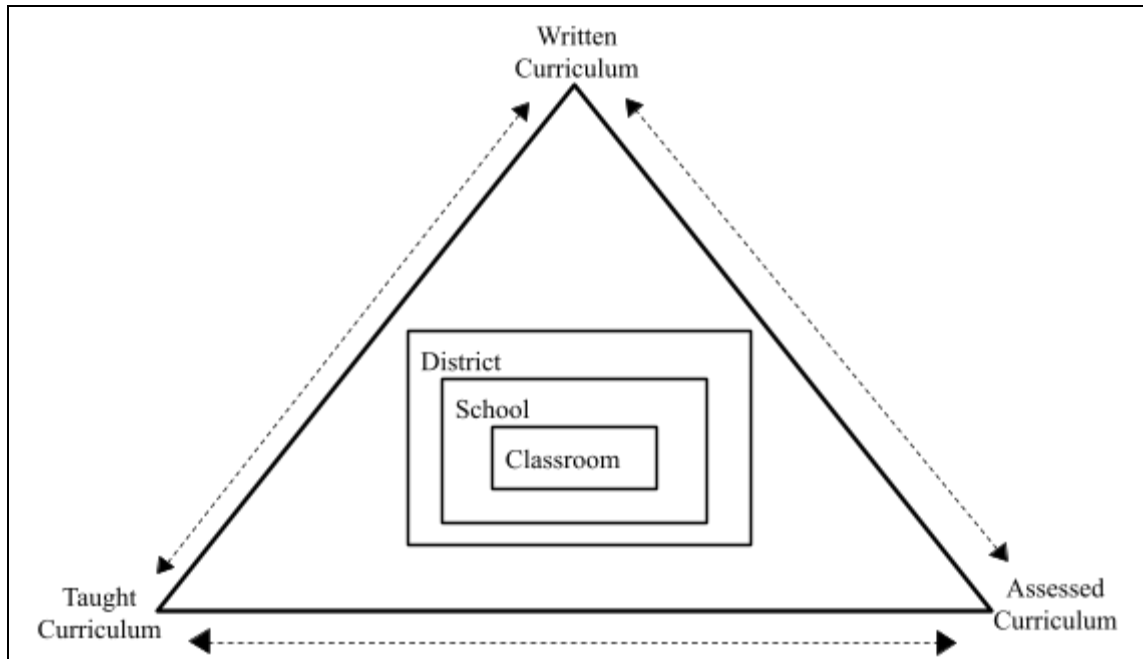 Written
Curriculum
District
School
Classroom
Taught
Curriculum
Assessed
Curriculum